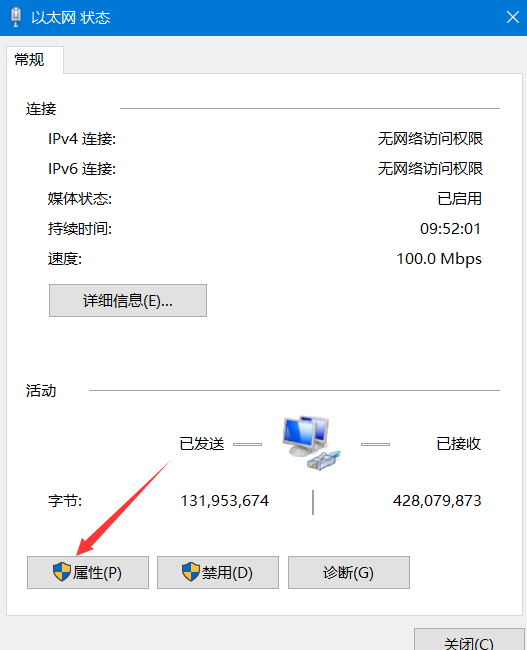 以太网 状态
常规
连接
IPv4 连接: 无网络访问权限
IPv6 连接: 无网络访问权限
媒体状态: 已启用
持续时间: 09:52:01
速度: 100.0 Mbps
详细信息(E)...
活动
已发送 已接收
字节: 131,953,674 428,079,873
属性(P) 禁用(D) 诊断(G)
关闭(C)